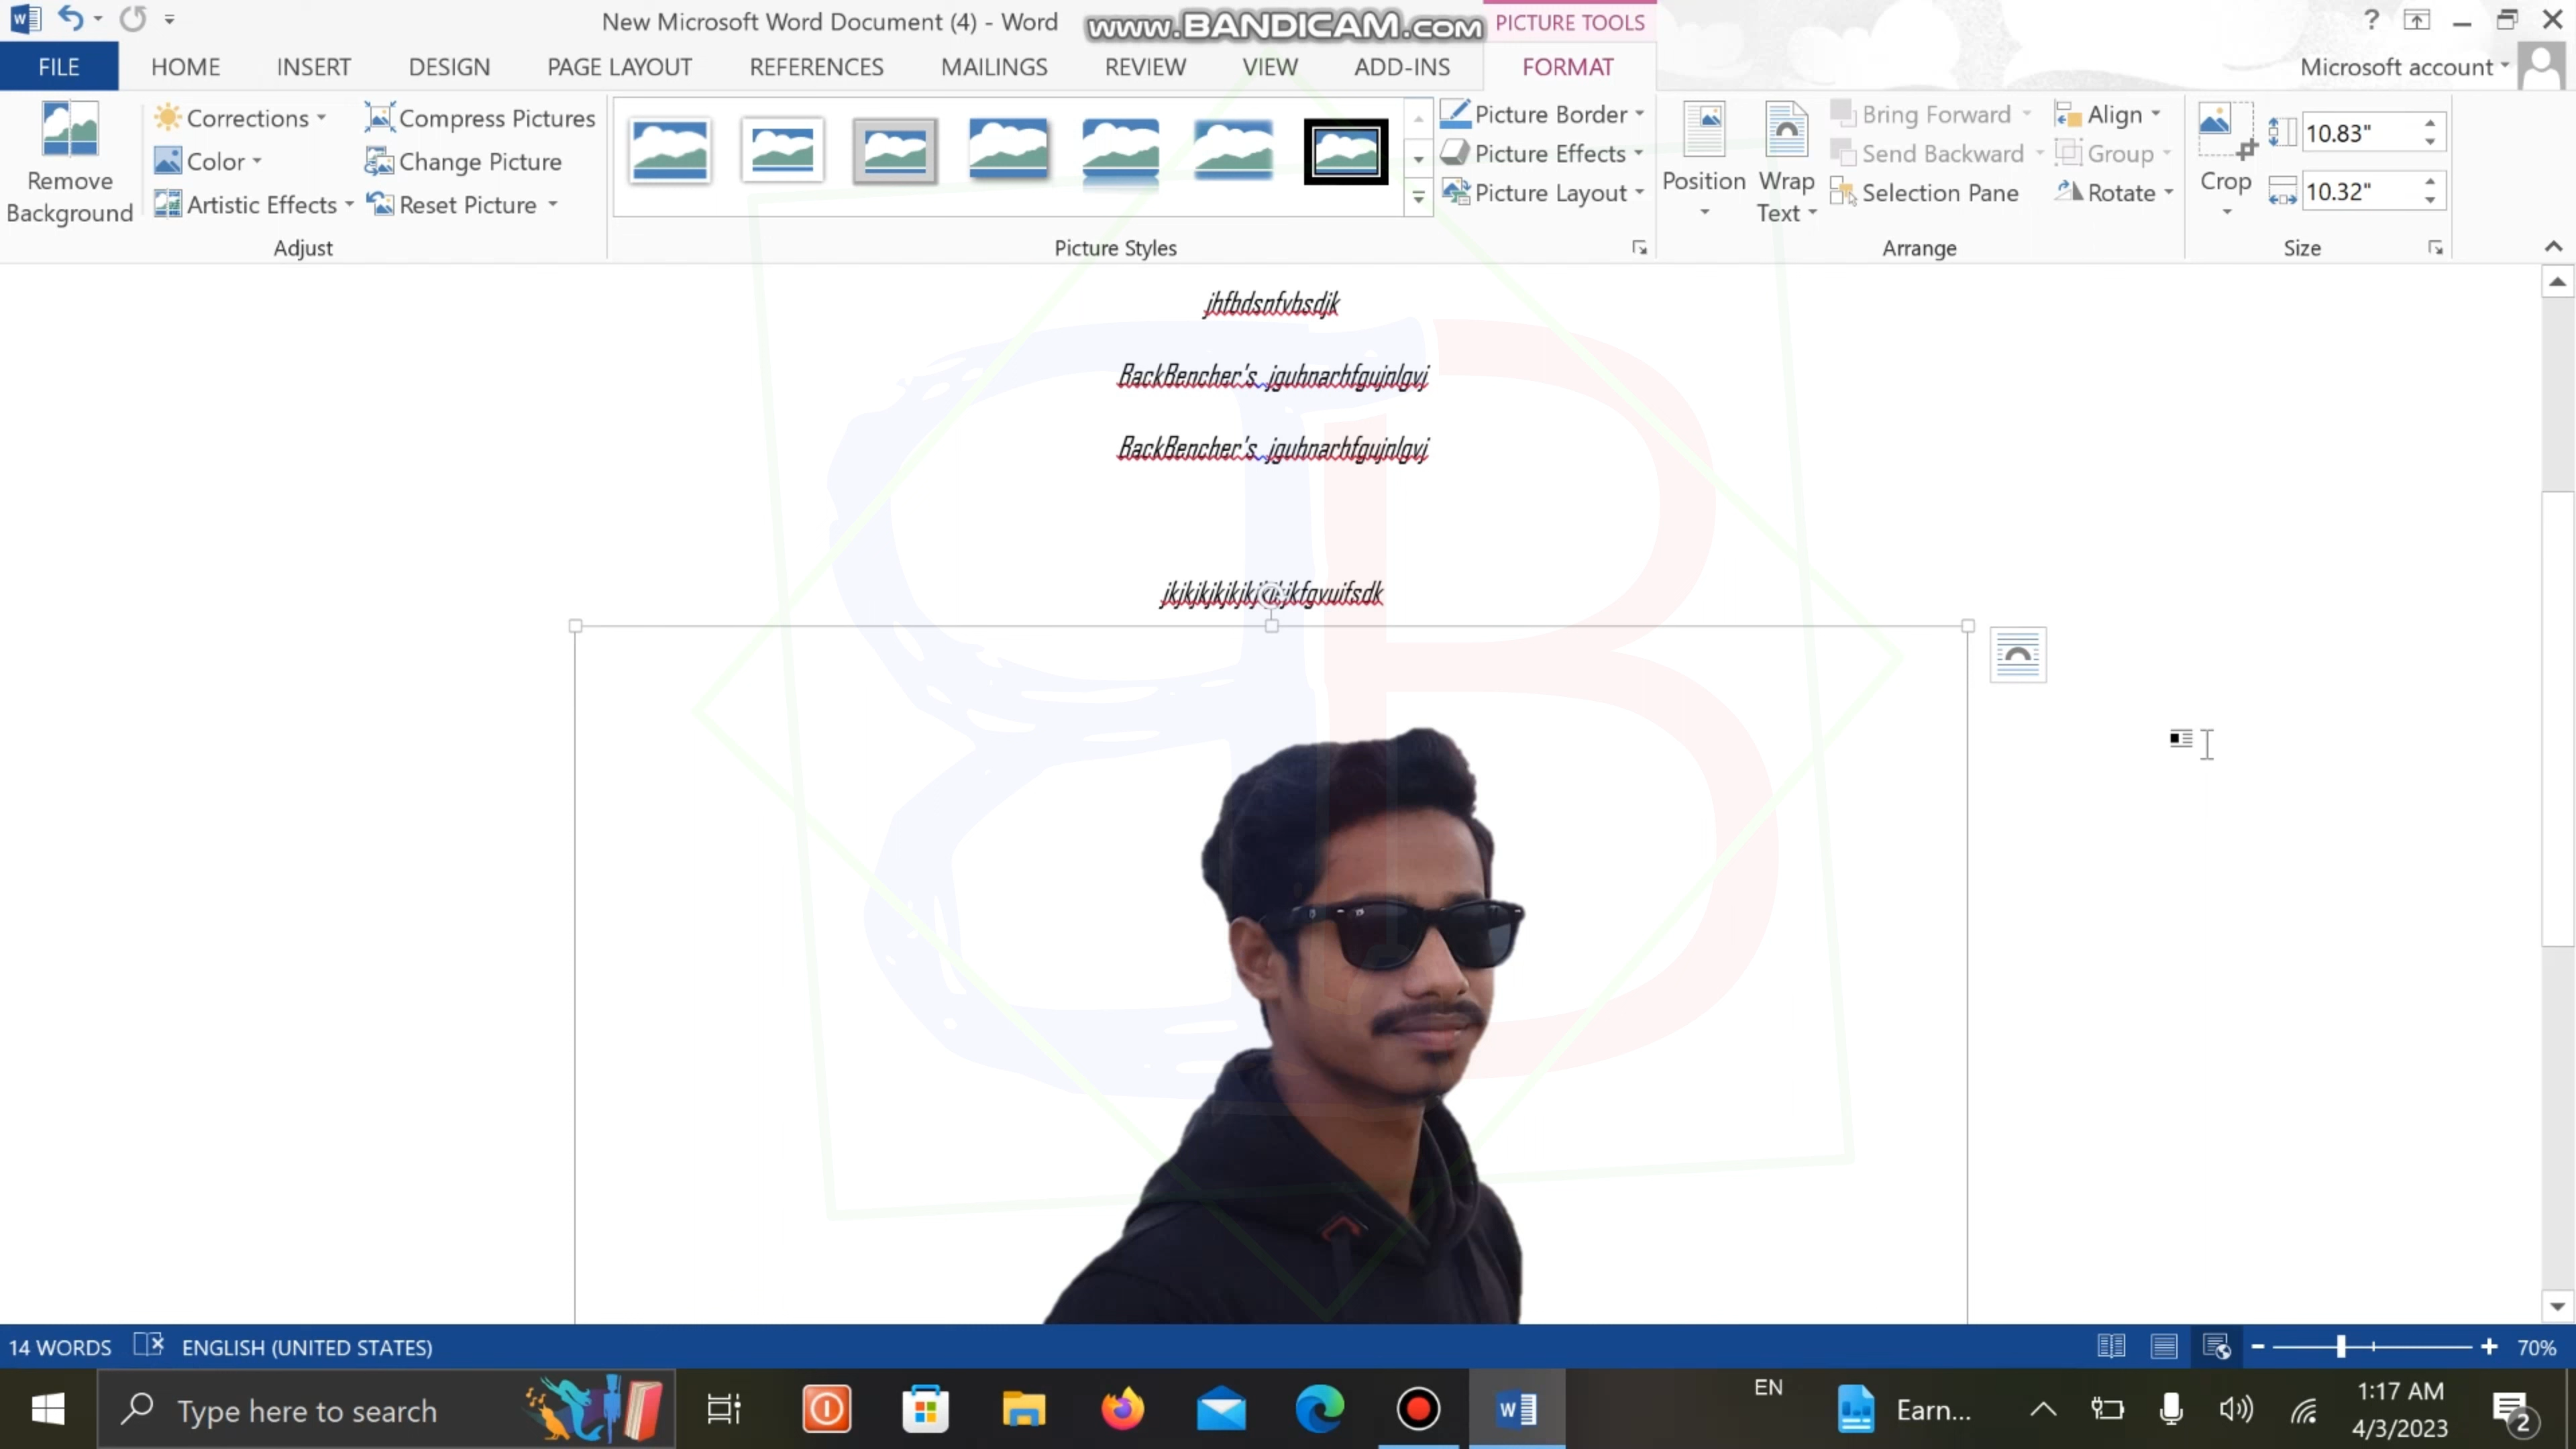 New Microsoft Word Document (4) - Word
www.BANDICAM.com
PICTURE TOOLS
?
FILE
HOME
INSERT
DESIGN
PAGE LAYOUT
REFERENCES
MAILINGS
REVIEW
VIEW
ADD-INS
FORMAT
Microsoft account
Remove Background
Corrections
Color
Artistic Effects
Compress Pictures
Change Picture
Reset Picture
Adjust
Picture Border
Picture Effects
Picture Layout
Picture Styles
Position
Wrap Text
Bring Forward
Send Backward
Selection Pane
Align
Group
Rotate
Arrange
Crop
10.83"
10.32"
Size
jhfbdsnfvbsdjk
BackBencher's jguhnarhfgujnlgvj
BackBencher's jguhnarhfgujnlgvj
14 WORDS
ENGLISH (UNITED STATES)
70%
Type here to search
EN
Earn...
1:17 AM
4/3/2023
2